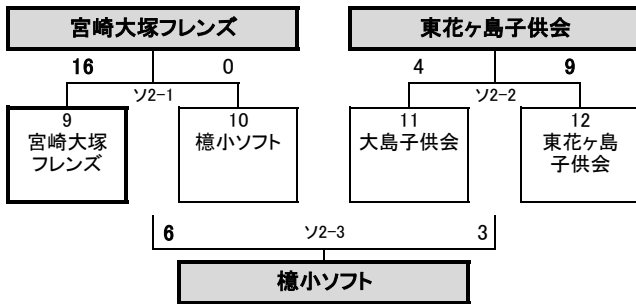 宮崎大塚フレンズ 東花ヶ島子供会
16 0 4 9
ソ2-1 ソ2-2
9 10 11 12
宮崎大塚 檍小ソフト 大島子供会 東花ヶ島
フレンズ 子供会
6 ソ2-3 3
檍小ソフト